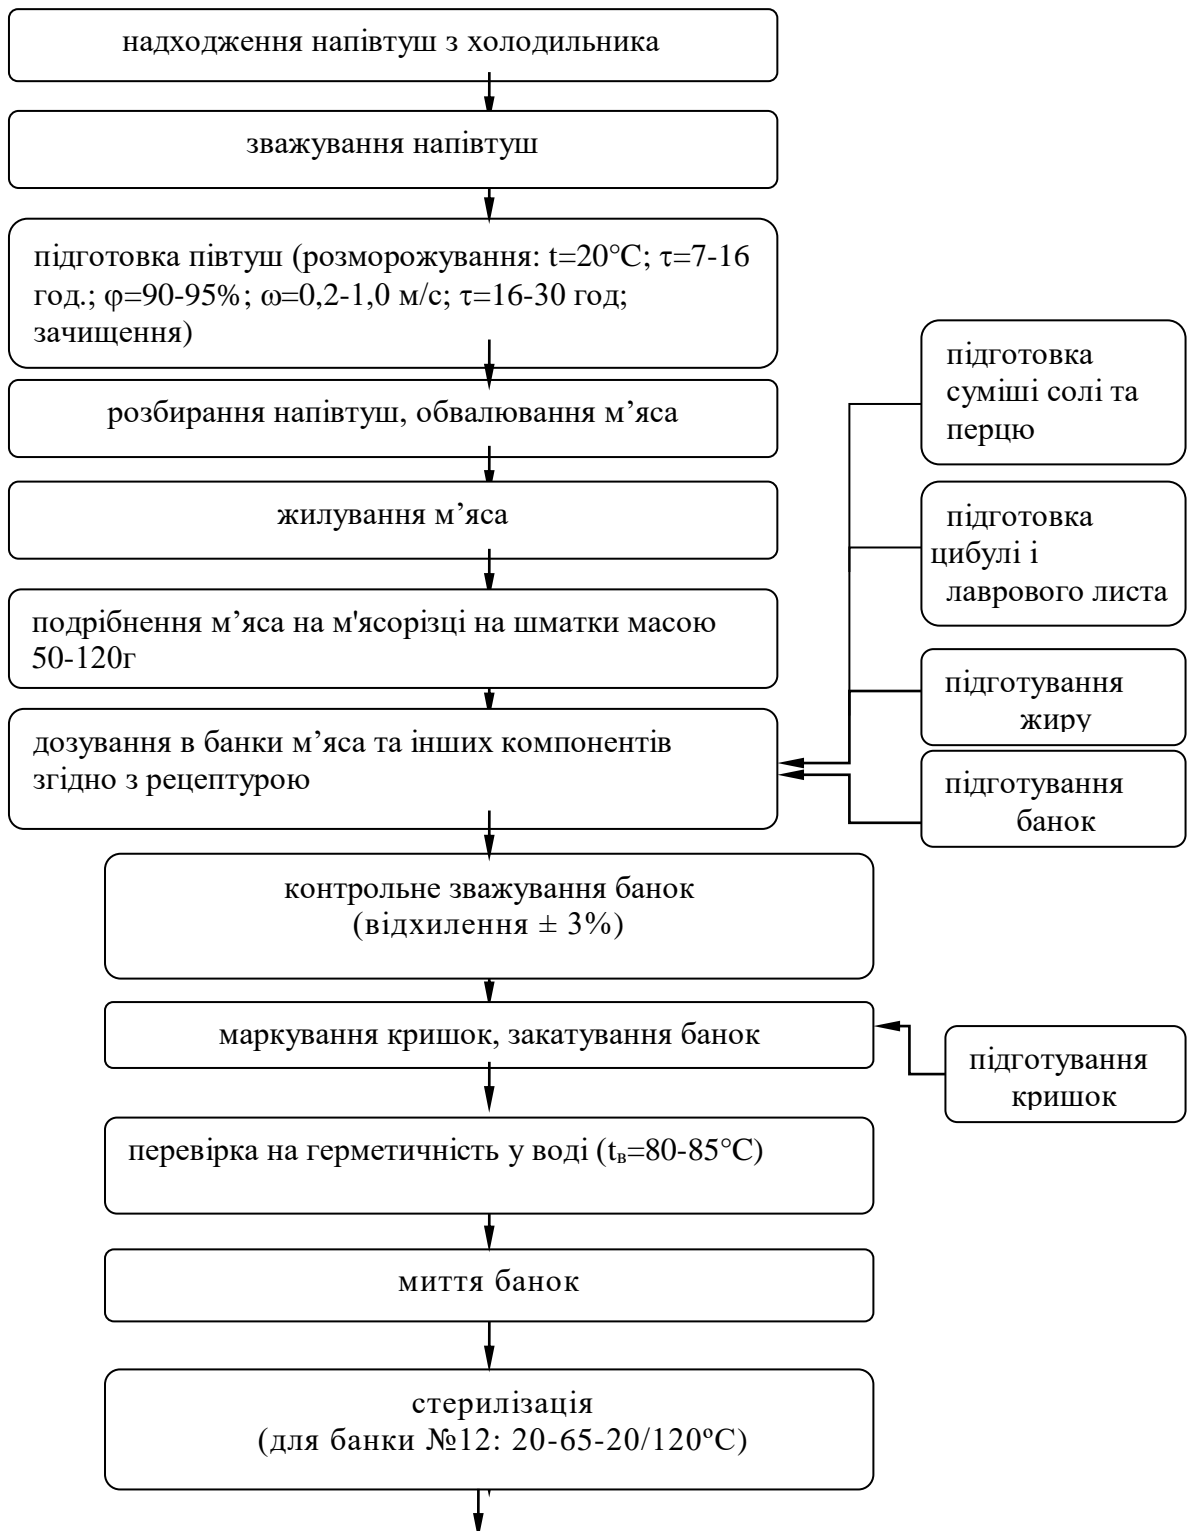 надходження напівтуш з холодильника
зважування напівтуш
підготовка півтуш (розморожування: t=20°С; τ=7-16
год.; φ=90-95%; ω=0,2-1,0 м/с; τ=16-30 год;
зачищення)
розбирання напівтуш, обвалювання м’яса
жилування м’яса
подрібнення м’яса на м'ясорізці на шматки масою
50-120г
дозування в банки м’яса та інших компонентів
згідно з рецептурою
підготовка
суміші солі та
перцю
підготовка
цибулі і
лаврового листа
підготування
жиру
підготування
банок
контрольне зважування банок
(відхилення ± 3%)
маркування кришок, закатування банок
підготування
кришок
перевірка на герметичність у воді (tв=80-85°С)
миття банок
стерилізація
(для банки №12: 20-65-20/120ºС)